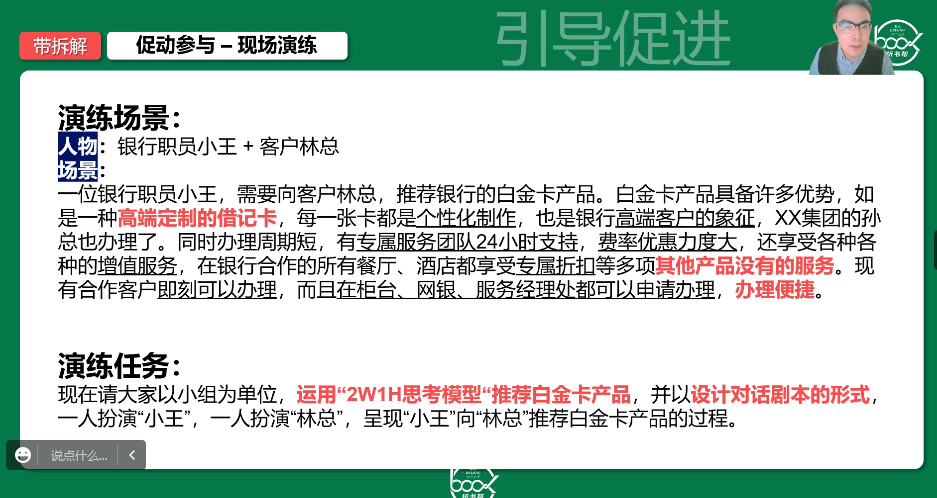 引导促进
带拆解
促动参与 – 现场演练
book
拆书帮
演练场景：
人物：银行职员小王 + 客户林总
场景：
一位银行职员小王，需要向客户林总，推荐银行的白金卡产品。白金卡产品具备许多优势，如
是一种高端定制的借记卡，每一张卡都是个性化制作，也是银行高端客户的象征，XX集团的孙
总也办理了。同时办理周期短，有专属服务团队24小时支持，费率优惠力度大，还享受各种各
种的增值服务，在银行合作的所有餐厅、酒店都享受专属折扣等多项其他产品没有的服务。现
有合作客户即刻可以办理，而且在柜台、网银、服务经理处都可以申请办理，办理便捷。
演练任务：
现在请大家以小组为单位，运用“2W1H思考模型“推荐白金卡产品，并以设计对话剧本的形式，
一人扮演“小王”，一人扮演“林总”，呈现“小王”向“林总”推荐白金卡产品的过程。
说点什么...
book
拆书帮